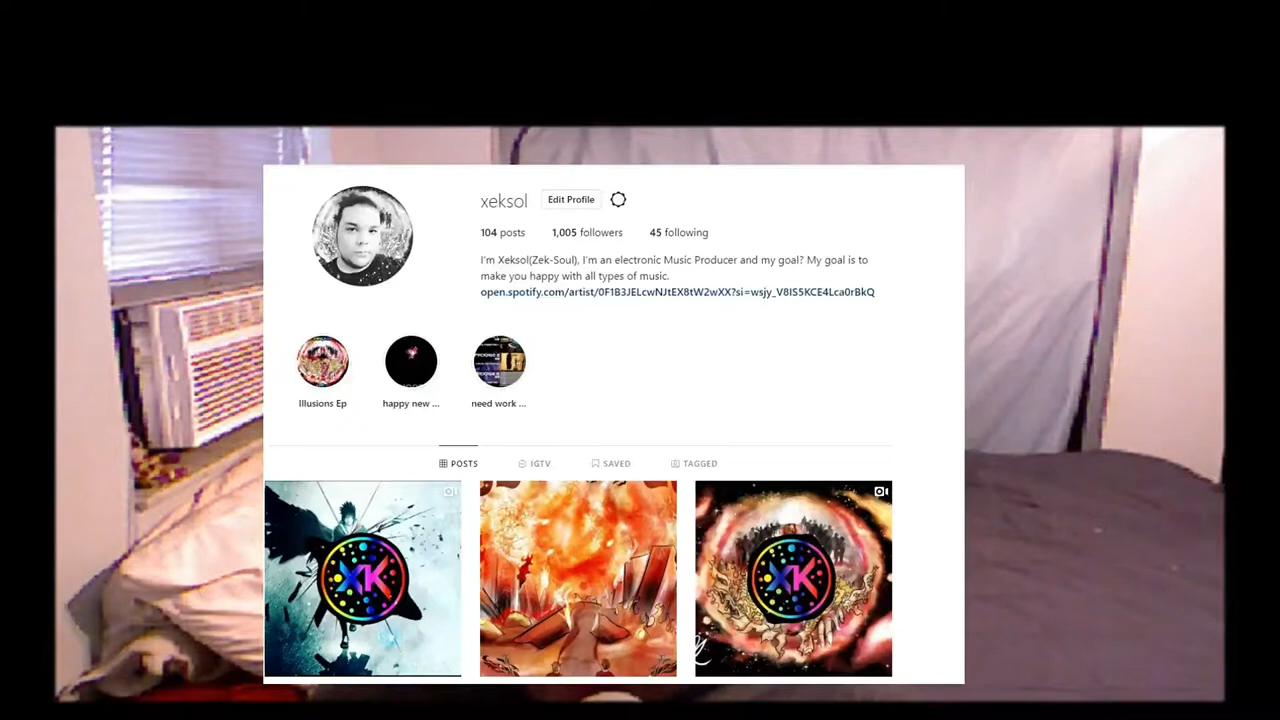 xeksol Edit Profile
104 posts 1,005 followers 45 following
I'm Xeksol(Zek-Soul), I'm an electronic Music Producer and my goal? My goal is to
make you happy with all types of music.
open.spotify.com/artist/0F1B3JELcwNJtEX8tW2wXX?si=wsjy_V8IS5KCE4Lca0rBkQ
Illusions Ep happy new ... need work ...
POSTS IGTV SAVED TAGGED
XK XK